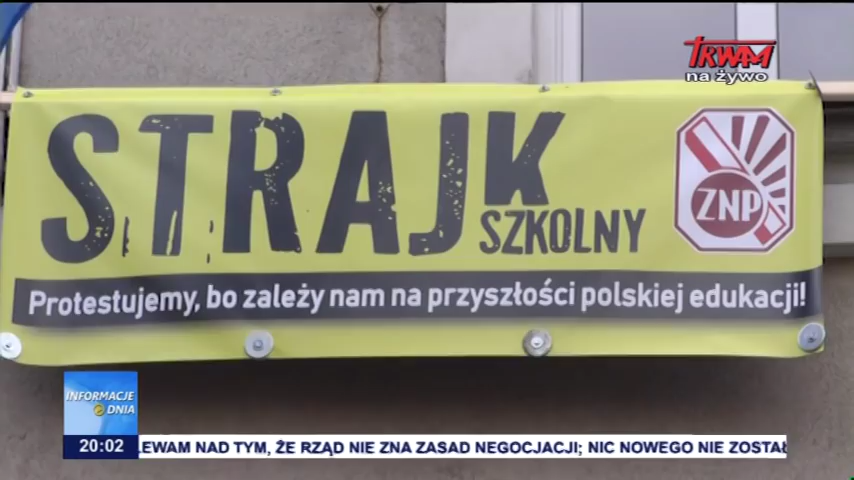 TRWAM
na żywo
STRAJK
SZKOLNY
ZNP
Protestujemy, bo zależy nam na przyszłości polskiej edukacji!
INFORMACJE
DNIA
20:02
LEWAM NAD TYM, ŻE RZĄD NIE ZNA ZASAD NEGOCJACJI; NIC NOWEGO NIE ZOSTAŁ